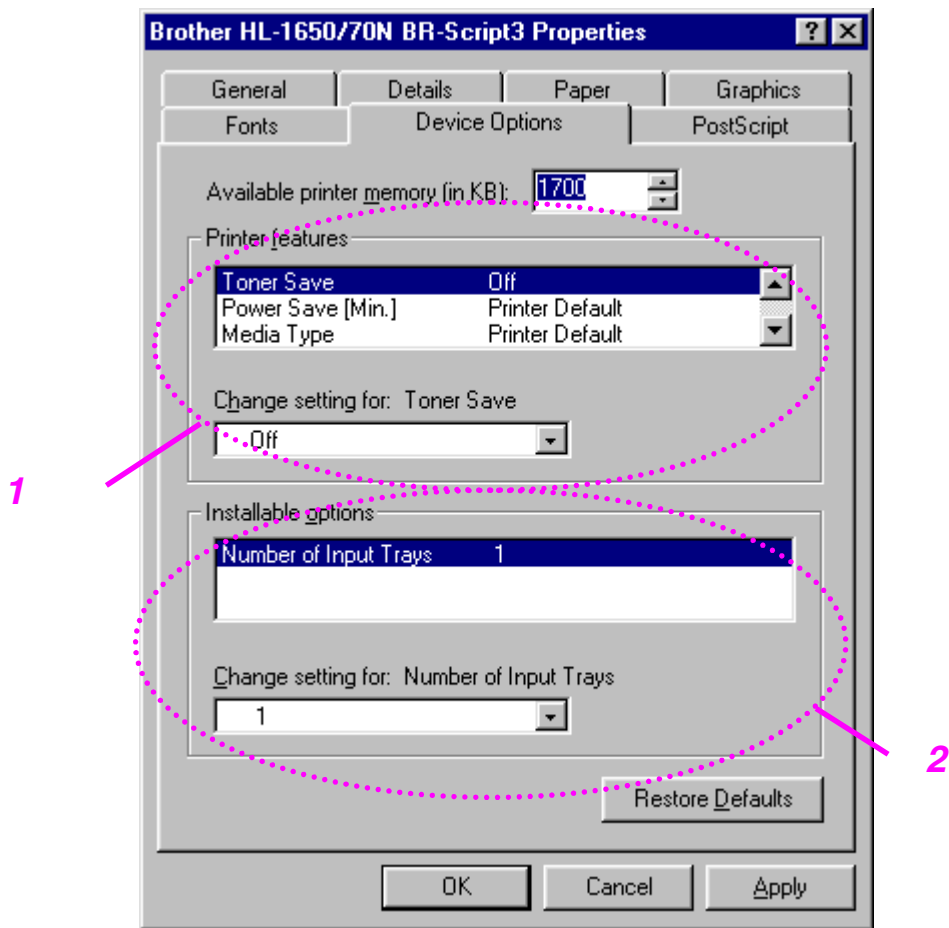 Brother HL-1650/70N BR-Script3 Properties
General Details Paper Graphics
Fonts Device Options PostScript
Available printer memory (in KB): 1700
Printer features
Toner Save Off
Power Save [Min.] Printer Default
Media Type Printer Default
Change setting for: Toner Save
Off
1
Installable options
Number of Input Trays 1
Change setting for: Number of Input Trays
1
2
Restore Defaults
OK Cancel Apply